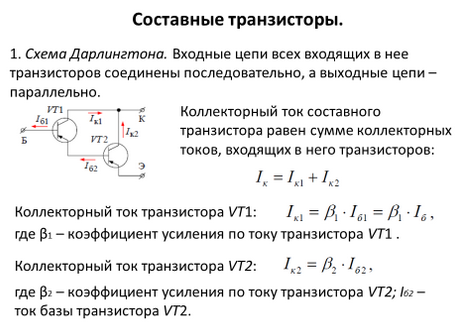 Составные транзисторы.
1. Схема Дарлингтона. Входные цепи всех входящих в нее
транзисторов соединены последовательно, а выходные цепи –
параллельно.
VT1
Iб1
Iк1
К
Б
VT2
Iк2
Iб2
Э
Коллекторный ток составного
транзистора равен сумме коллекторных
токов, входящих в него транзисторов:
Iк = Iк1 + Iк2
Коллекторный ток транзистора VT1: Iк1 = β1 · Iб1 = β1 · Iб ,
где β1 – коэффициент усиления по току транзистора VT1 .
Коллекторный ток транзистора VT2: Iк2 = β2 · Iб2 ,
где β2 – коэффициент усиления по току транзистора VT2; Iб2 –
ток базы транзистора VT2.